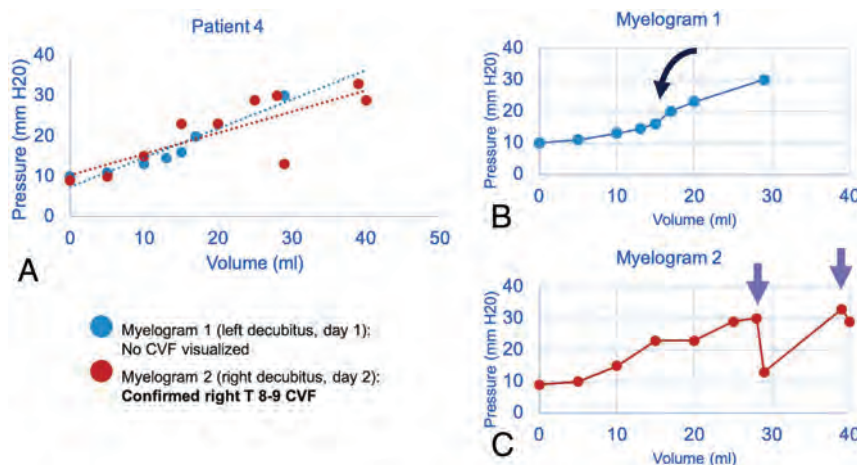 Patient 4
40
30
20
10
0
Pressure (mm H20)
0
10
20
30
40
50
Volume (ml)
A
Myelogram 1 (left decubitus, day 1):
No CVF visualized
Myelogram 2 (right decubitus, day 2):
Confirmed right T 8-9 CVF
Myelogram 1
40
30
20
10
0
Pressure (mm H20)
0
10
20
30
40
Volume (ml)
B
Myelogram 2
40
30
20
10
0
Pressure (mm H20)
0
10
20
30
40
Volume (ml)
C